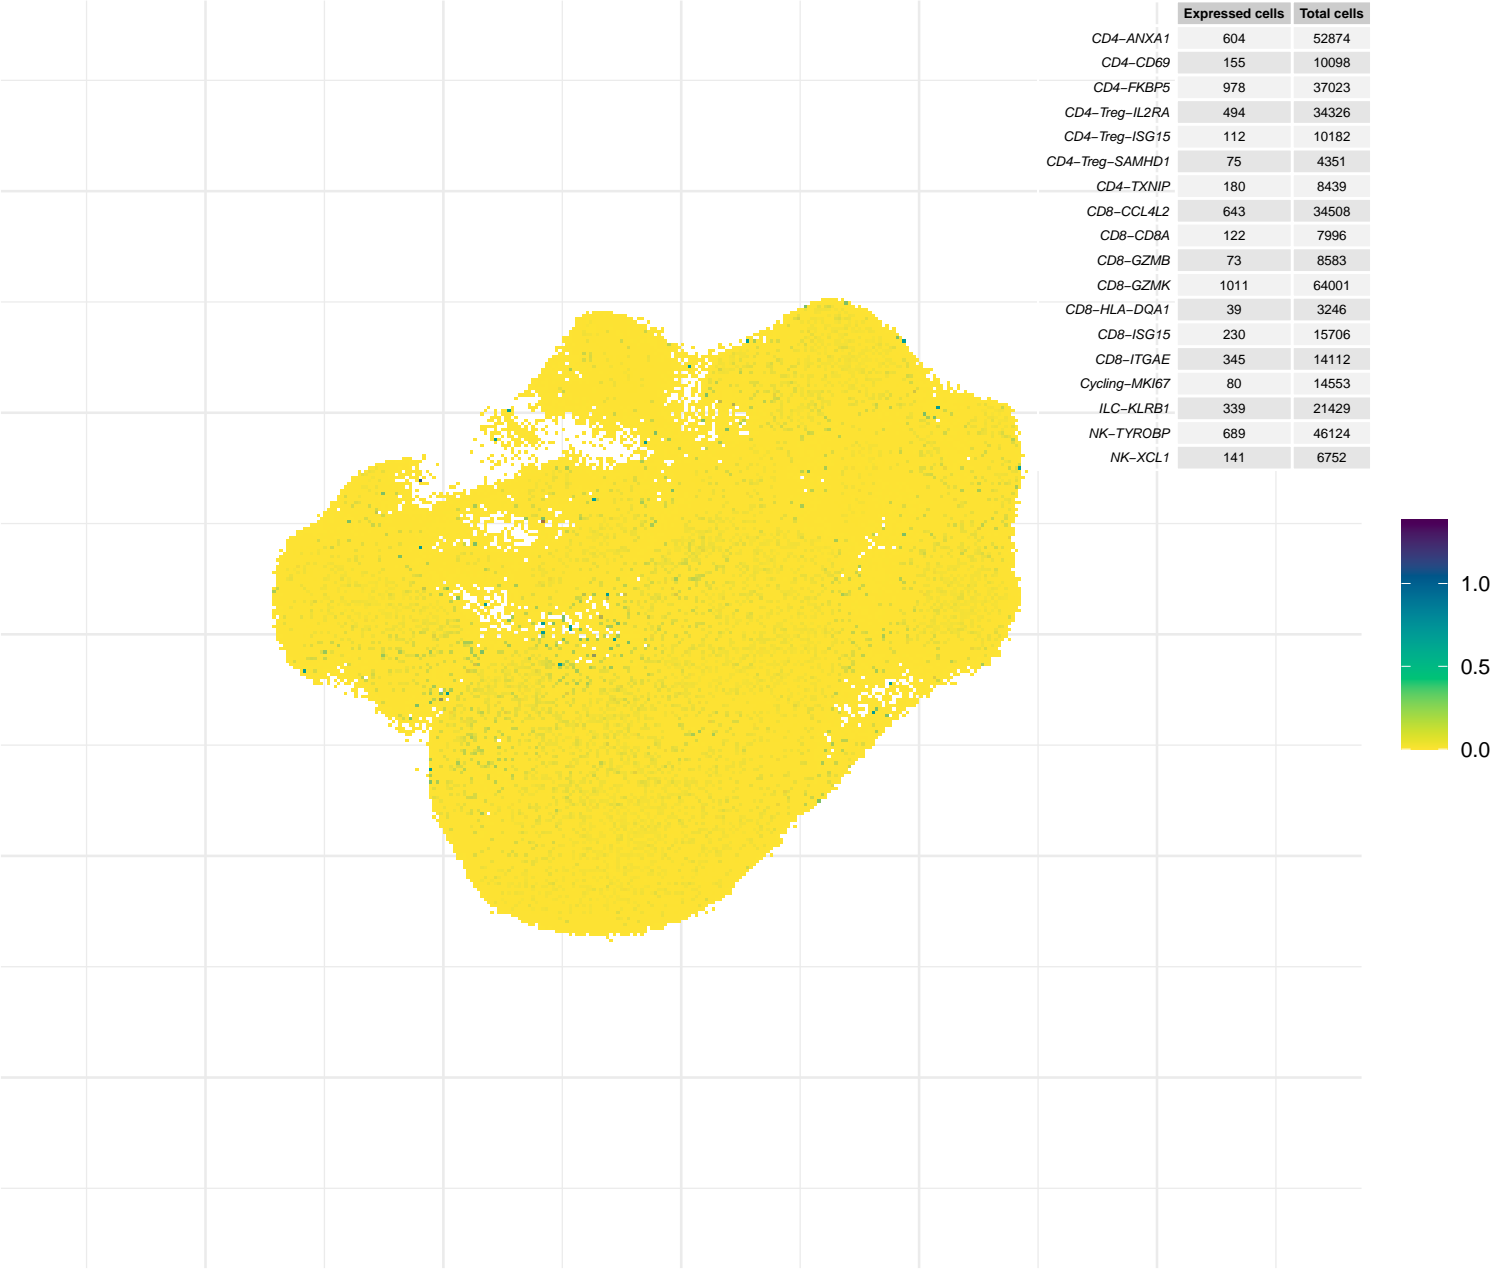 Expressed cells Total cells
CD4−ANXA1 604 52874
CD4−CD69 155 10098
CD4−FKBP5 978 37023
CD4−Treg−IL2RA 494 34326
CD4−Treg−ISG15 112 10182
CD4−Treg−SAMHD1 75 4351
CD4−TXNIP 180 8439
CD8−CCL4L2 643 34508
CD8−CD8A 122 7996
CD8−GZMB 73 8583
CD8−GZMK 1011 64001
CD8−HLA−DQA1 39 3246
CD8−ISG15 230 15706
CD8−ITGAE 345 14112
Cycling−MKI67 80 14553
ILC−KLRB1 339 21429
NK−TYROBP 689 46124
NK−XCL1 141 6752
1.0
0.5
0.0